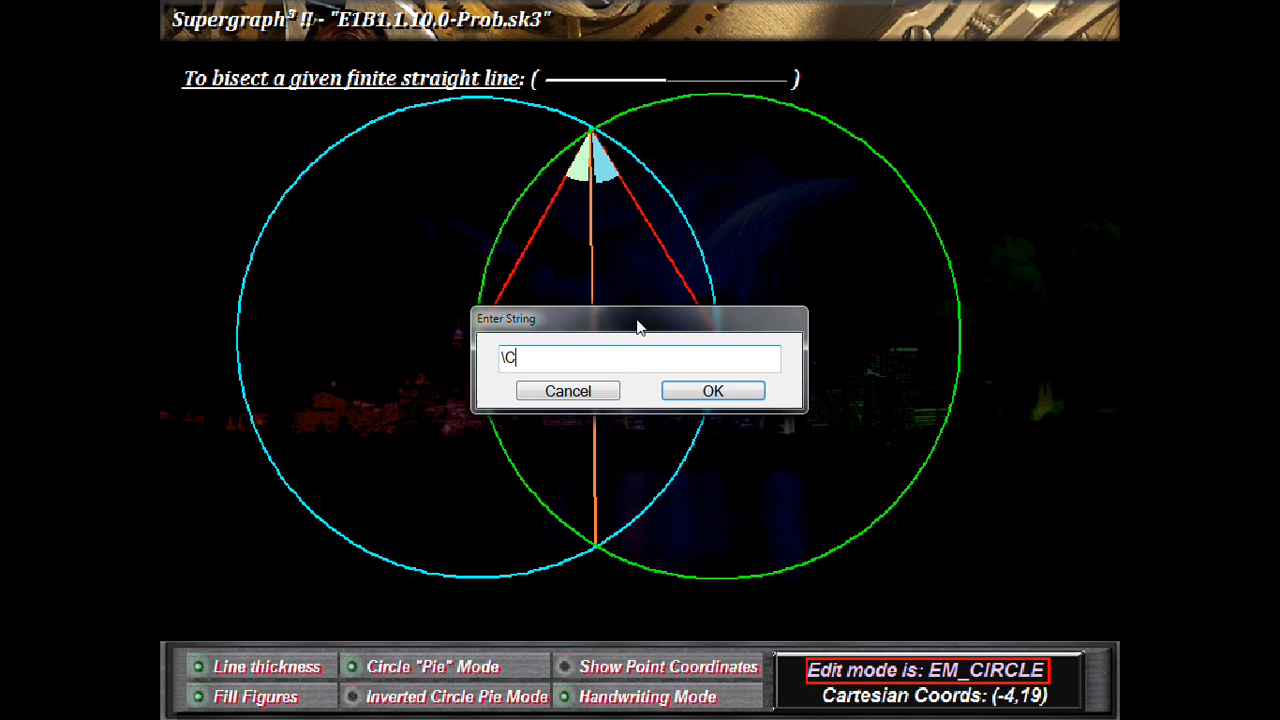 Supergraph³ !! - "E1B1.1.10.0-Prob.sk3"
To bisect a given finite straight line: ( )
Enter String
\C
Cancel OK
Line thickness Circle "Pie" Mode Show Point Coordinates Edit mode is: EM_CIRCLE
Fill Figures Inverted Circle Pie Mode Handwriting Mode Cartesian Coords: (-4,19)